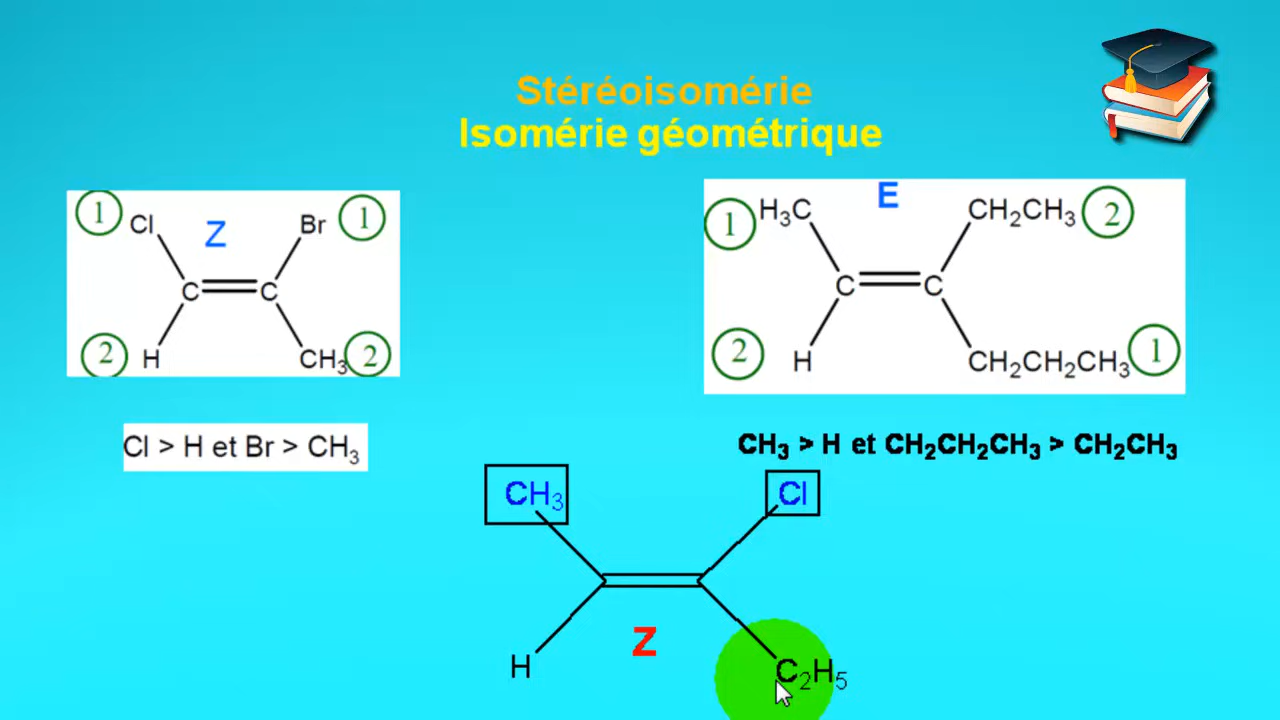 Stéréoisomérie
Isomérie géométrique
1 Cl Z Br 1
C C
2 H CH₃ 2
Cl > H et Br > CH₃
1 H₃C E CH₂CH₃ 2
C C
2 H CH₂CH₂CH₃ 1
CH₃ > H et CH₂CH₂CH₃ > CH₂CH₃
CH₃ Cl
Z
H C₂H₅